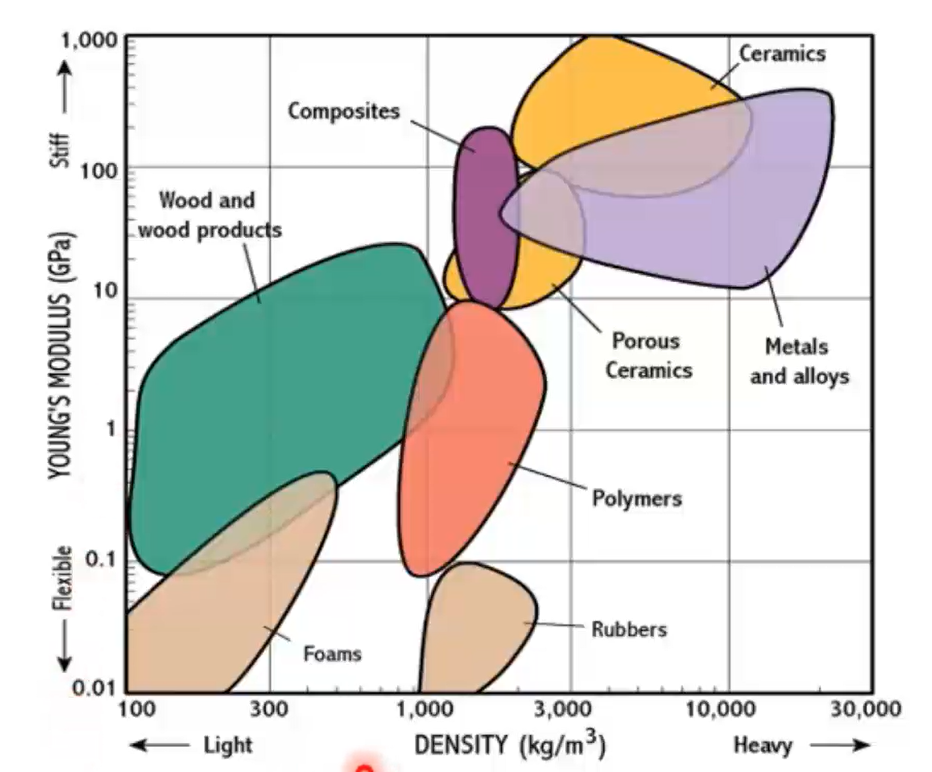 1,000
Ceramics
Composites
Stiff
100
Wood and
wood products
YOUNG'S MODULUS (GPa)
10
Porous
Ceramics
Metals
and alloys
1
Polymers
0.1
Flexible
Rubbers
Foams
0.01
100 300 1,000 3,000 10,000 30,000
Light DENSITY (kg/m³) Heavy